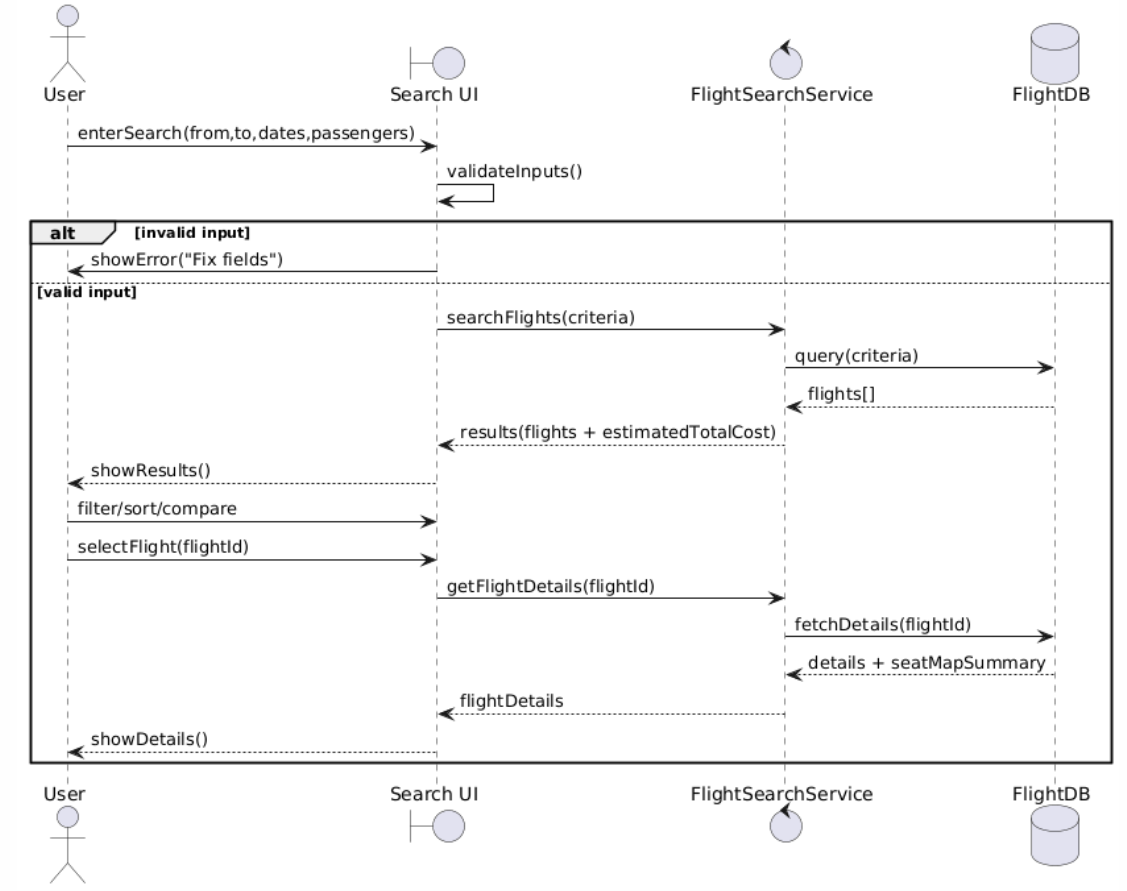 User
Search UI
FlightSearchService
FlightDB
enterSearch(from,to,dates,passengers)
validateInputs()
alt
[invalid input]
showError("Fix fields")
[valid input]
searchFlights(criteria)
query(criteria)
flights[]
results(flights + estimatedTotalCost)
showResults()
filter/sort/compare
selectFlight(flightId)
getFlightDetails(flightId)
fetchDetails(flightId)
details + seatMapSummary
flightDetails
showDetails()
User
Search UI
FlightSearchService
FlightDB